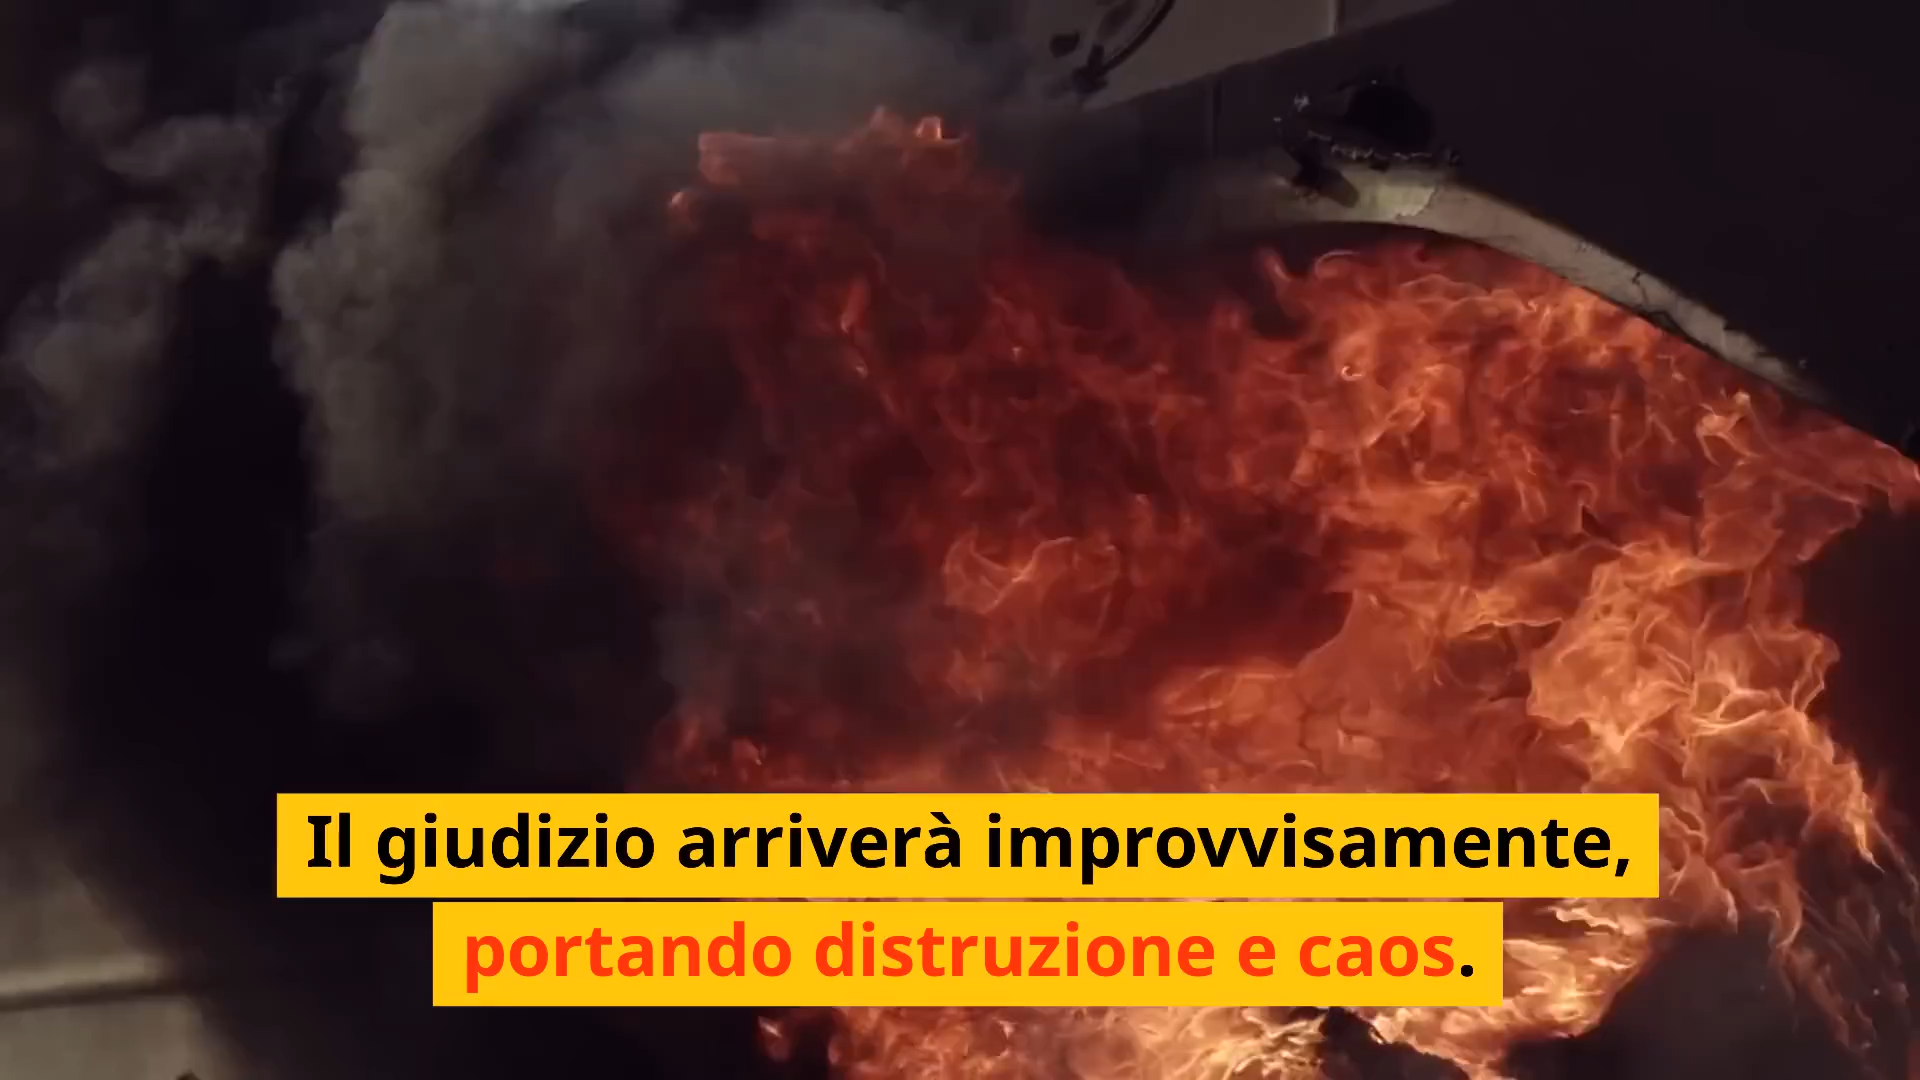 Il giudizio arriverà improvvisamente,
portando distruzione e caos.